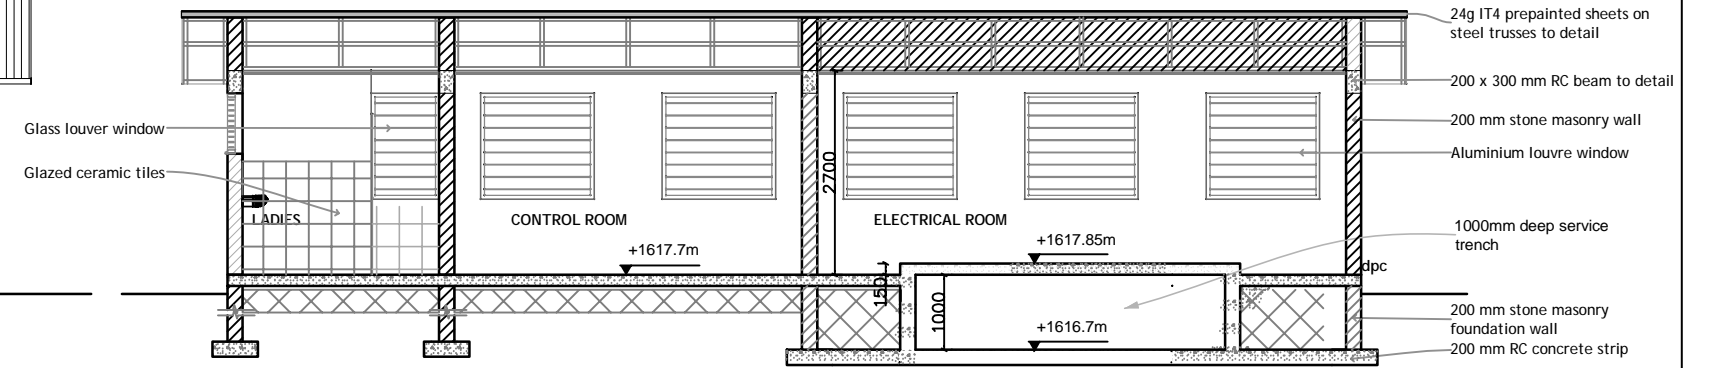 24g IT4 prepainted sheets on
steel trusses to detail
200 x 300 mm RC beam to detail
200 mm stone masonry wall
Glass louver window
Aluminium louvre window
2700
Glazed ceramic tiles
LADIES
CONTROL ROOM
ELECTRICAL ROOM
1000mm deep service
trench
+1617.7m
+1617.85m
dpc
150
1000
+1616.7m
200 mm stone masonry
foundation wall
200 mm RC concrete strip